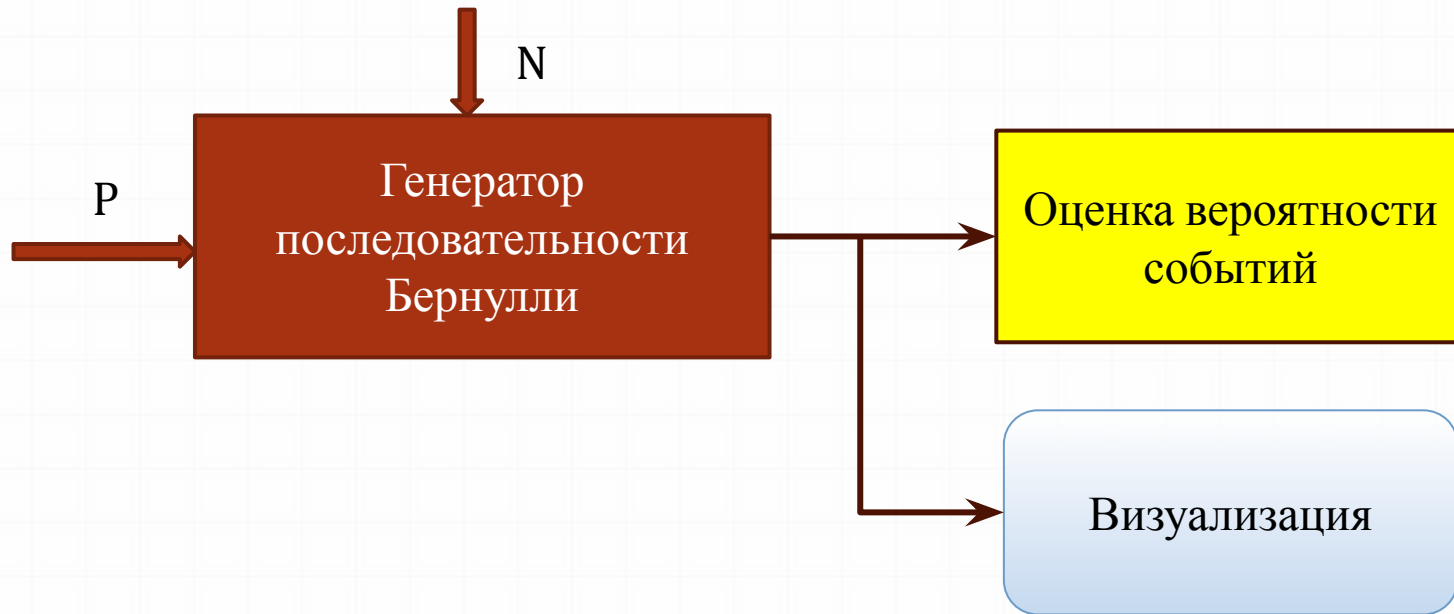 N
P
Генератор
последовательности
Бернулли
Оценка вероятности
событий
Визуализация